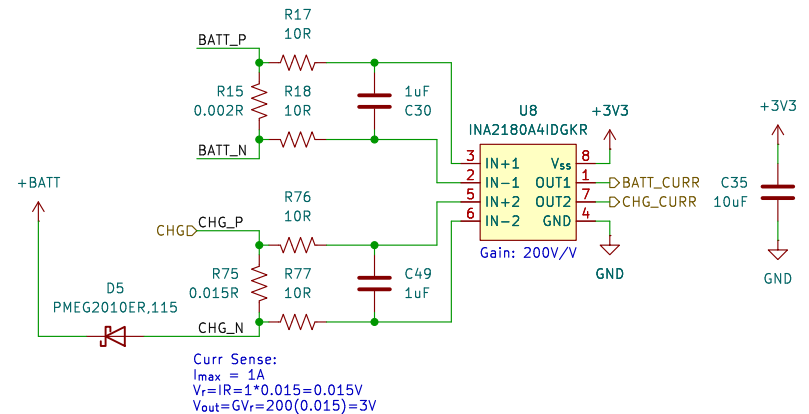 R17
10R
BATT_P
R15
0.002R
R18
10R
1uF
C30
BATT_N
U8
INA2180A4IDGKR
+3V3
3 IN+1 Vss 8
2 IN-1 OUT1 1 BATT_CURR
5 IN+2 OUT2 7 CHG_CURR
6 IN-2 GND 4
Gain: 200V/V
GND
+3V3
C35
10uF
GND
+BATT
R76
10R
CHG
CHG_P
R75
0.015R
R77
10R
C49
1uF
D5
PMEG2010ER,115
CHG_N
Curr Sense:
Imax = 1A
Vr=IR=1*0.015=0.015V
Vout=GVr=200(0.015)=3V